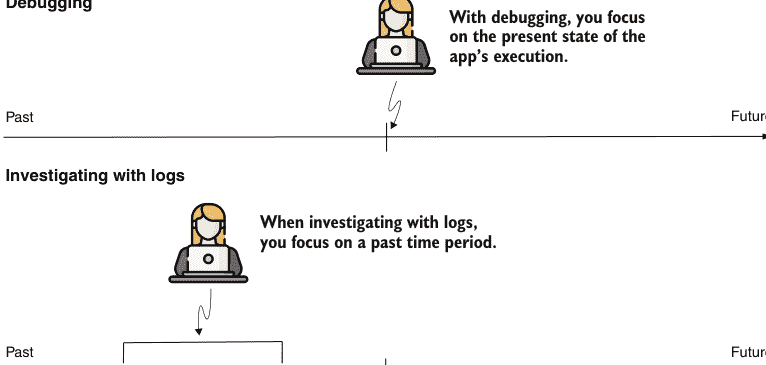 Debugging
With debugging, you focus
on the present state of the
app's execution.
Past
Investigating with logs
When investigating with logs,
you focus on a past time period.
Past